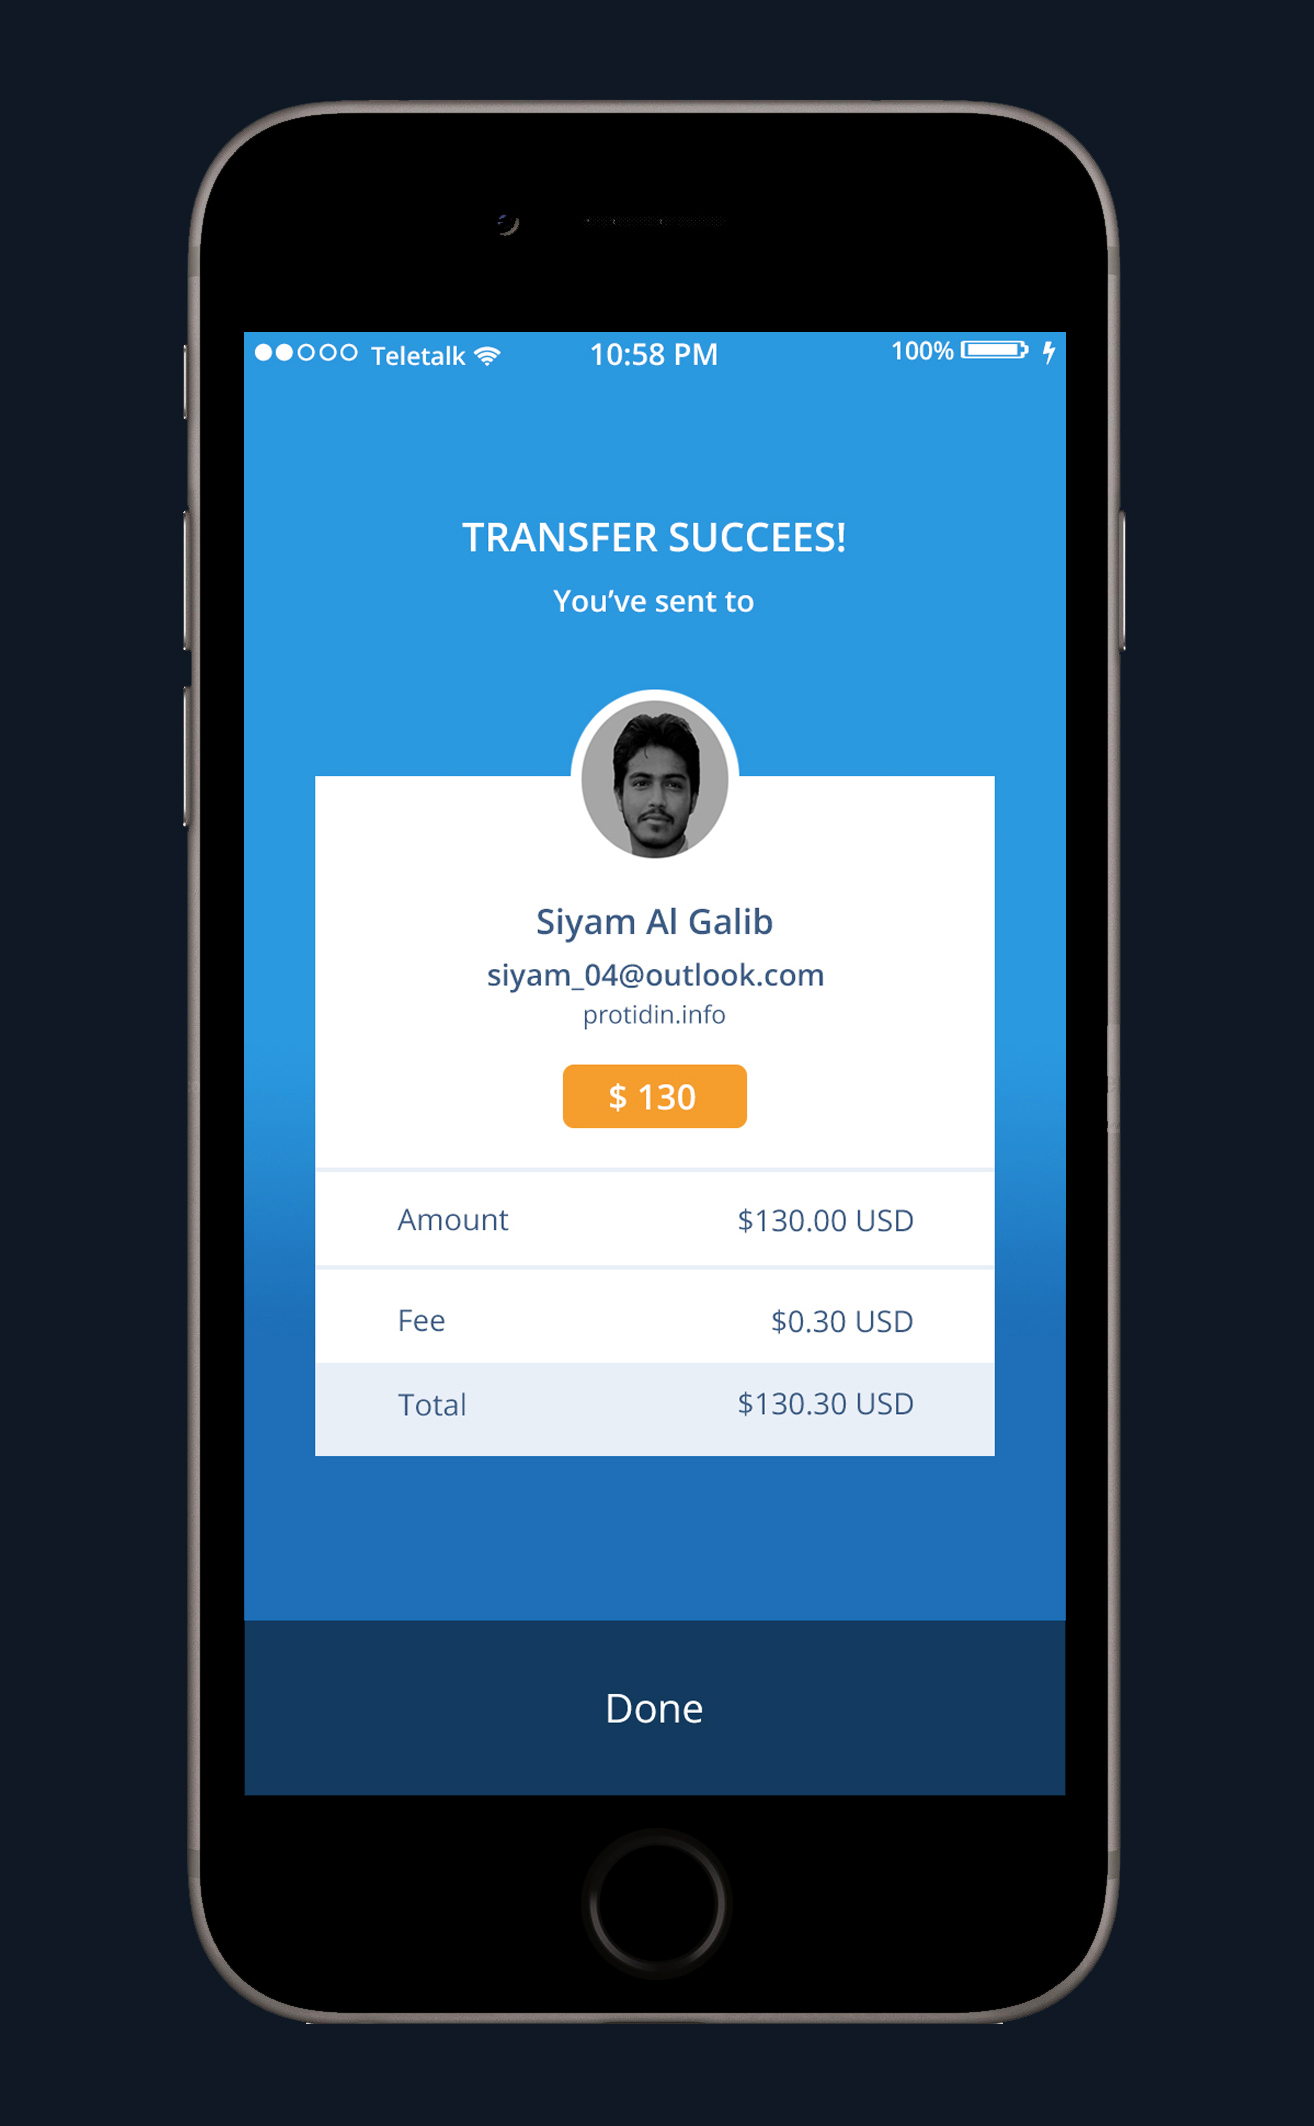 Teletalk 10:58 PM 100%
TRANSFER SUCCEES!
You’ve sent to
Siyam Al Galib
siyam_04@outlook.com
protidin.info
$ 130
Amount $130.00 USD
Fee $0.30 USD
Total $130.30 USD
Done